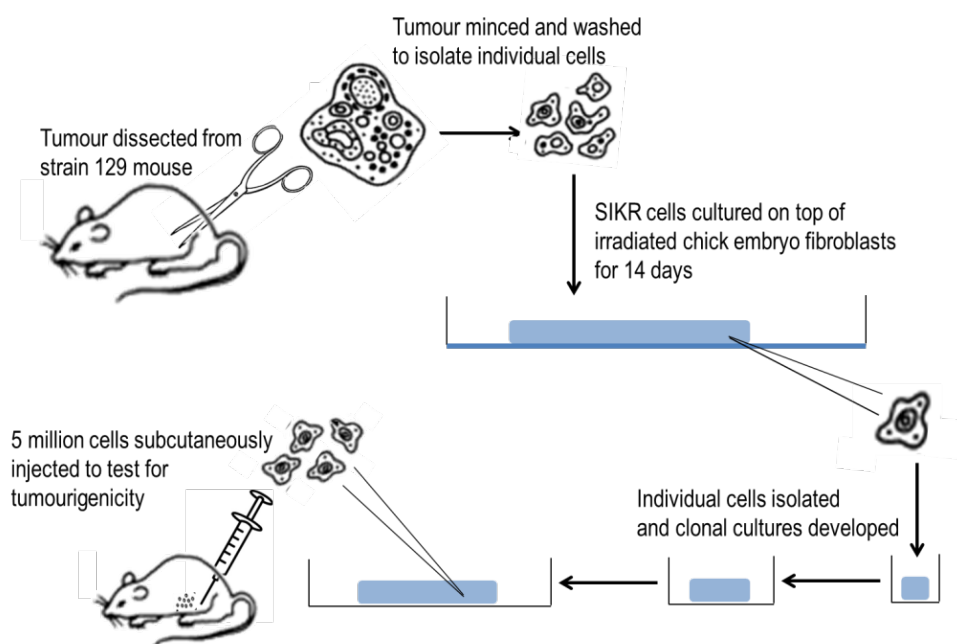 Tumour minced and washed
to isolate individual cells
Tumour dissected from
strain 129 mouse
SIKR cells cultured on top of
irradiated chick embryo fibroblasts
for 14 days
Individual cells isolated
and clonal cultures developed
5 million cells subcutaneously
injected to test for
tumourigenicity